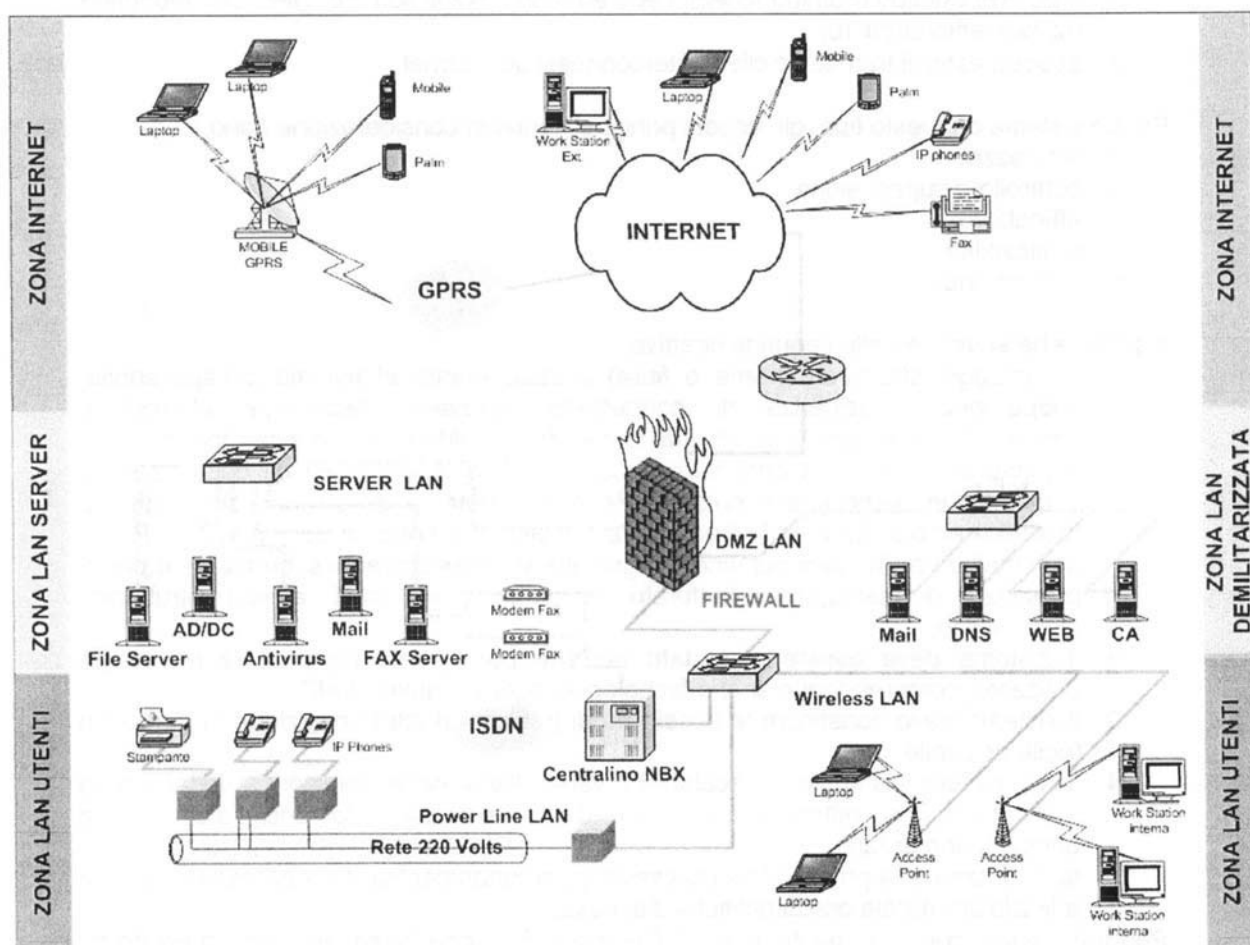 ZONA INTERNET
ZONA LAN SERVER
ZONA LAN UTENTI
Laptop
Laptop
Mobile
Palm
MOBILE
GPRS
GPRS
Work Station
Ext.
Laptop
Mobile
Palm
IP phones
Fax
INTERNET
SERVER LAN
File Server
AD/DC
Antivirus
Mail
FAX Server
Modem Fax
Modem Fax
DMZ LAN
FIREWALL
Mail
DNS
WEB
CA
Stampante
IP Phones
ISDN
Centralino NBX
Power Line LAN
Rete 220 Volts
Wireless LAN
Laptop
Laptop
Access
Point
Access
Point
Work Station
interna
Work Station
interna
ZONA INTERNET
ZONA LAN
DEMILITARIZZATA
ZONA LAN UTENTI